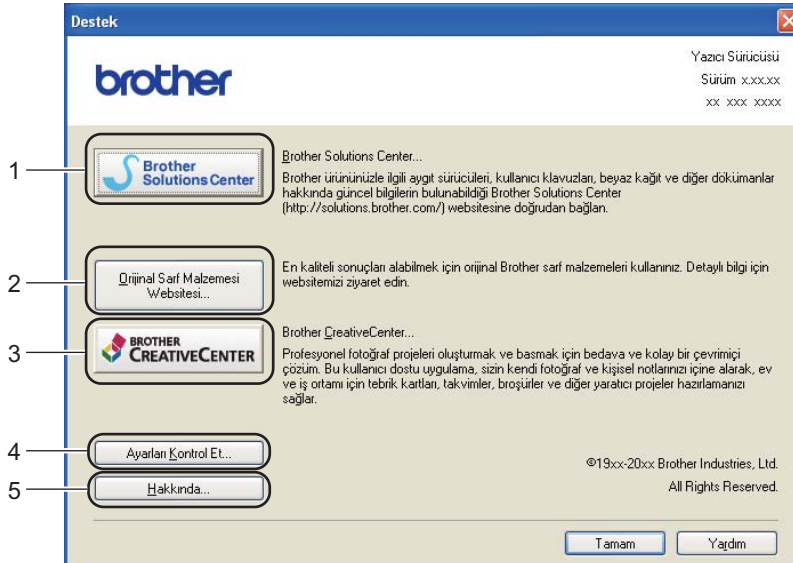 Destek
brother
Yazıcı Sürücüsü
Sürüm x.xx.xx
xx xxx xxxx
1
Brother
Solutions Center
Brother Solutions Center...
Brother ürününüzle ilgili aygıt sürücüleri, kullanıcı klavuzları, beyaz kağıt ve diğer dökümanlar
hakkında güncel bilgilerin bulunabildiği Brother Solutions Center
(http://solutions.brother.com/) websitesine doğrudan bağlan.
2
Orijinal Sarf Malzemesi
Websitesi...
En kaliteli sonuçları alabilmek için orijinal Brother sarf malzemeleri kullanınız. Detaylı bilgi için
websitemizi ziyaret edin.
3
BROTHER
CREATIVECENTER
Brother CreativeCenter...
Profesyonel fotoğraf projeleri oluşturmak ve basmak için bedava ve kolay bir çevrimiçi
çözüm. Bu kullanıcı dostu uygulama, sizin kendi fotoğraf ve kişisel notlarınızı içine alarak, ev
ve iş ortamı için tebrik kartları, takvimler, broşürler ve diğer yaratıcı projeler hazırlamanızı
sağlar.
4
Ayarları Kontrol Et...
5
Hakkında...
©19xx-20xx Brother Industries, Ltd.
All Rights Reserved.
Tamam
Yardım